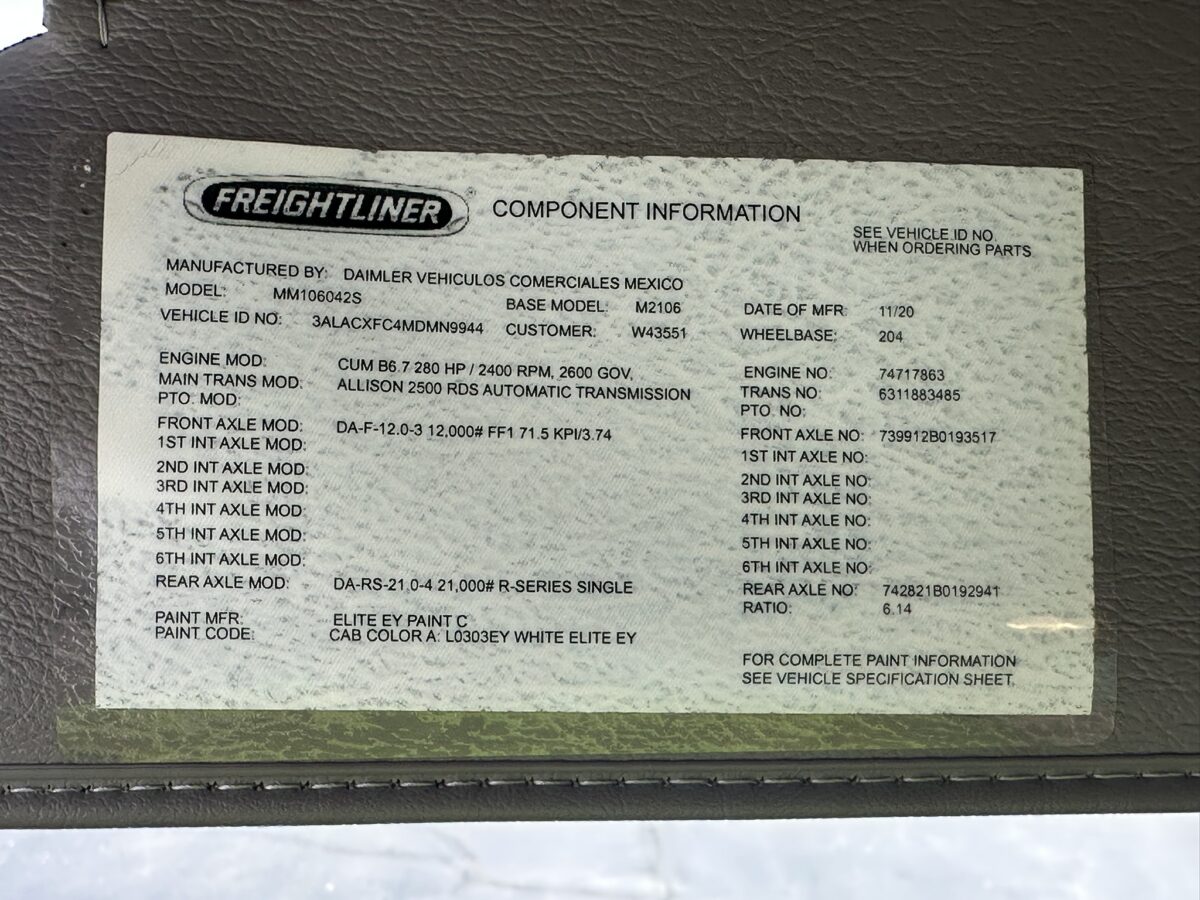 FREIGHTLINER COMPONENT INFORMATION
SEE VEHICLE ID NO.
WHEN ORDERING PARTS
MANUFACTURED BY: DAIMLER VEHICULOS COMERCIALES MEXICO
MODEL: MM106042S BASE MODEL: M2106 DATE OF MFR: 11/20
VEHICLE ID NO: 3ALACXFC4MDMN9944 CUSTOMER: W43551 WHEELBASE: 204
ENGINE MOD: CUM B6.7 280 HP / 2400 RPM, 2600 GOV, ENGINE NO: 74717863
MAIN TRANS MOD: ALLISON 2500 RDS AUTOMATIC TRANSMISSION TRANS NO: 6311883485
PTO. MOD: PTO. NO:
FRONT AXLE MOD: DA-F-12.0-3 12,000# FF1 71.5 KPI/3.74 FRONT AXLE NO: 739912B0193517
1ST INT AXLE MOD: 1ST INT AXLE NO:
2ND INT AXLE MOD: 2ND INT AXLE NO:
3RD INT AXLE MOD: 3RD INT AXLE NO:
4TH INT AXLE MOD: 4TH INT AXLE NO:
5TH INT AXLE MOD: 5TH INT AXLE NO:
6TH INT AXLE MOD: 6TH INT AXLE NO:
REAR AXLE MOD: DA-RS-21.0-4 21,000# R-SERIES SINGLE REAR AXLE NO: 742821B0192941
RATIO: 6.14
PAINT MFR: ELITE EY PAINT C
PAINT CODE: CAB COLOR A: L0303EY WHITE ELITE EY
FOR COMPLETE PAINT INFORMATION
SEE VEHICLE SPECIFICATION SHEET.